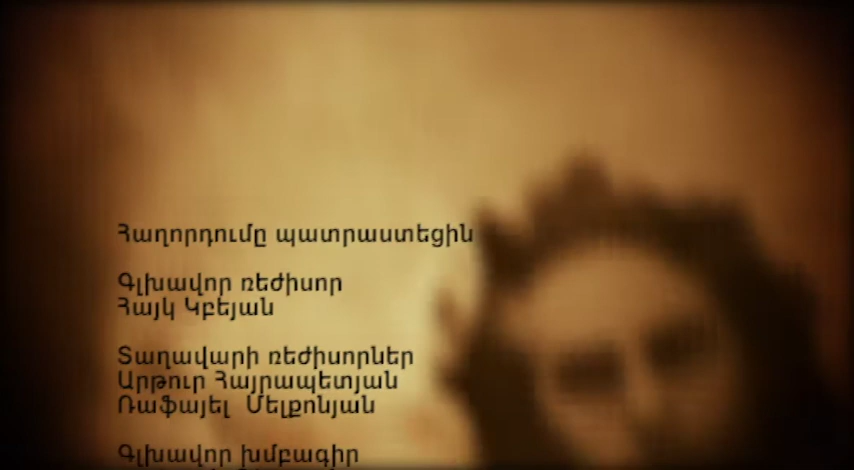 Հաղորդումը պատրաստեցին
Գլխավոր ռեժիսոր
Հայկ Կբեյան
Տաղավարի ռեժիսորներ
Արթուր Հայրապետյան
Ռաֆայել Մելքոնյան
Գլխավոր խմբագիր